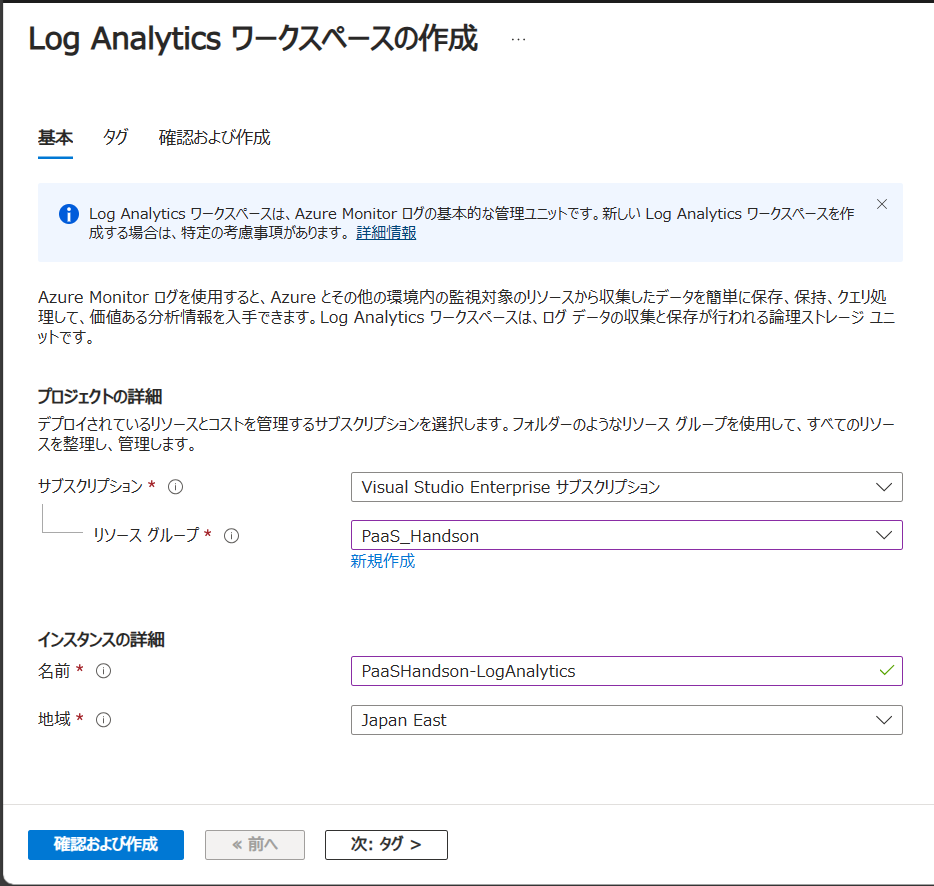 Log Analytics ワークスペースの作成 …
基本 タグ 確認および作成
Log Analytics ワークスペースは、Azure Monitor ログの基本的な管理ユニットです。新しい Log Analytics ワークスペースを作
成する場合は、特定の考慮事項があります。 詳細情報
Azure Monitor ログを使用すると、Azure とその他の環境内の監視対象のリソースから収集したデータを簡単に保存、保持、クエリ処
理して、価値ある分析情報を入手できます。Log Analytics ワークスペースは、ログ データの収集と保存が行われる論理ストレージ ユニ
ットです。
プロジェクトの詳細
デプロイされているリソースとコストを管理するサブスクリプションを選択します。フォルダーのようなリソース グループを使用して、すべてのリソー
スを整理し、管理します。
サブスクリプション * Visual Studio Enterprise サブスクリプション
リソース グループ * PaaS_Handson
新規作成
インスタンスの詳細
名前 * PaaSHandson-LogAnalytics
地域 * Japan East
確認および作成 « 前へ 次: タグ >